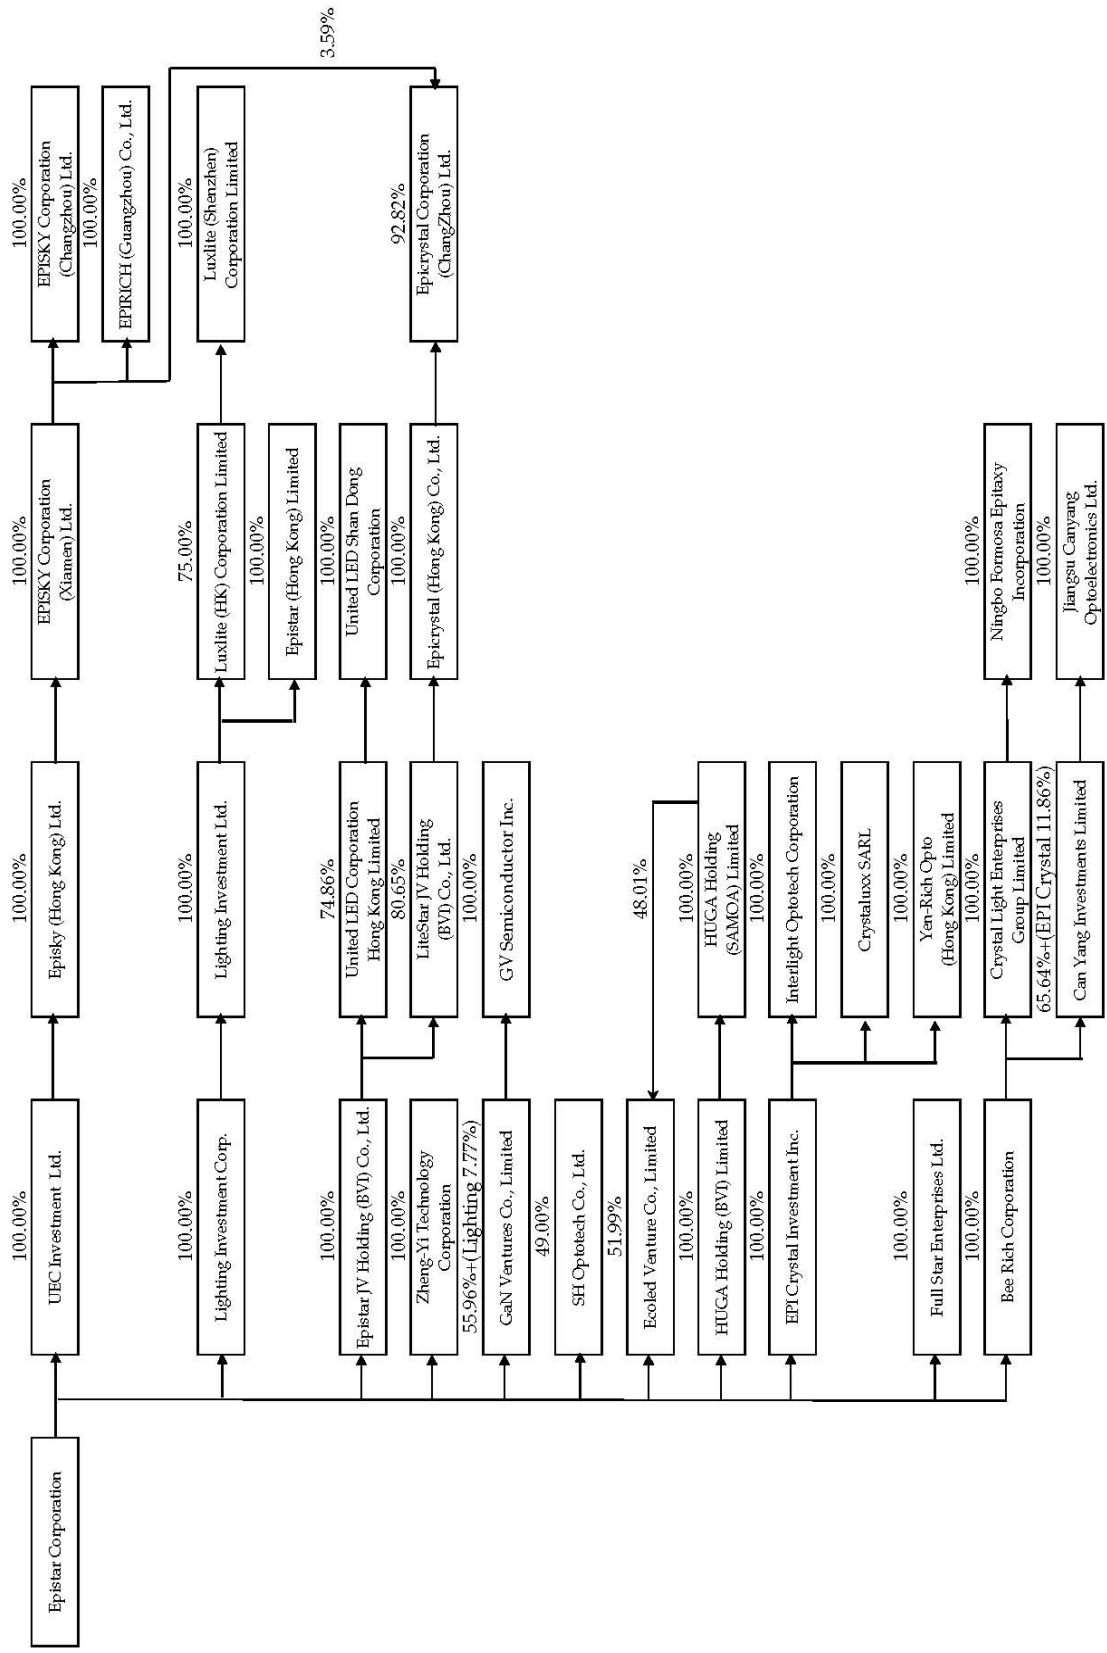 Epistar Corporation
100.00%
UEC Investment Ltd.
100.00%
Episky (Hong Kong) Ltd.
100.00%
EPISKY Corporation
(Xiamen) Ltd.
100.00%
EPISKY Corporation
(Changzhou) Ltd.
100.00%
EPIRICH (Guangzhou) Co., Ltd.
3.59%
100.00%
Lighting Investment Corp.
100.00%
Lighting Investment Ltd.
75.00%
Luxlite (HK) Corporation Limited
100.00%
Luxlite (Shenzhen)
Corporation Limited
100.00%
Epistar (Hong Kong) Limited
100.00%
Epistar JV Holding (BVI) Co., Ltd.
74.86%
United LED Corporation
Hong Kong Limited
100.00%
United LED Shan Dong
Corporation
100.00%
Zheng-Yi Technology
Corporation
80.65%
LiteStar JV Holding
(BVI) Co., Ltd.
100.00%
Epicrystal (Hong Kong) Co., Ltd.
92.82%
Epicrystal Corporation
(ChangZhou) Ltd.
55.96%+(Lighting 7.77%)
GaN Ventures Co., Limited
100.00%
GV Semiconductor Inc.
49.00%
SH Optotech Co., Ltd.
51.99%
Ecoled Venture Co., Limited
48.01%
100.00%
HUGA Holding (BVI) Limited
100.00%
HUGA Holding
(SAMOA) Limited
100.00%
EPI Crystal Investment Inc.
100.00%
Interlight Optotech Corporation
100.00%
Crystaluxx SARL
100.00%
Full Star Enterprises Ltd.
100.00%
Yen-Rich Opto
(Hong Kong) Limited
100.00%
Bee Rich Corporation
100.00%
Crystal Light Enterprises
Group Limited
100.00%
Ningbo Formosa Epitaxy
Incorporation
65.64%+(EPI Crystal 11.86%)
Can Yang Investments Limited
100.00%
Jiangsu Canyang
Optoelectronics Ltd.